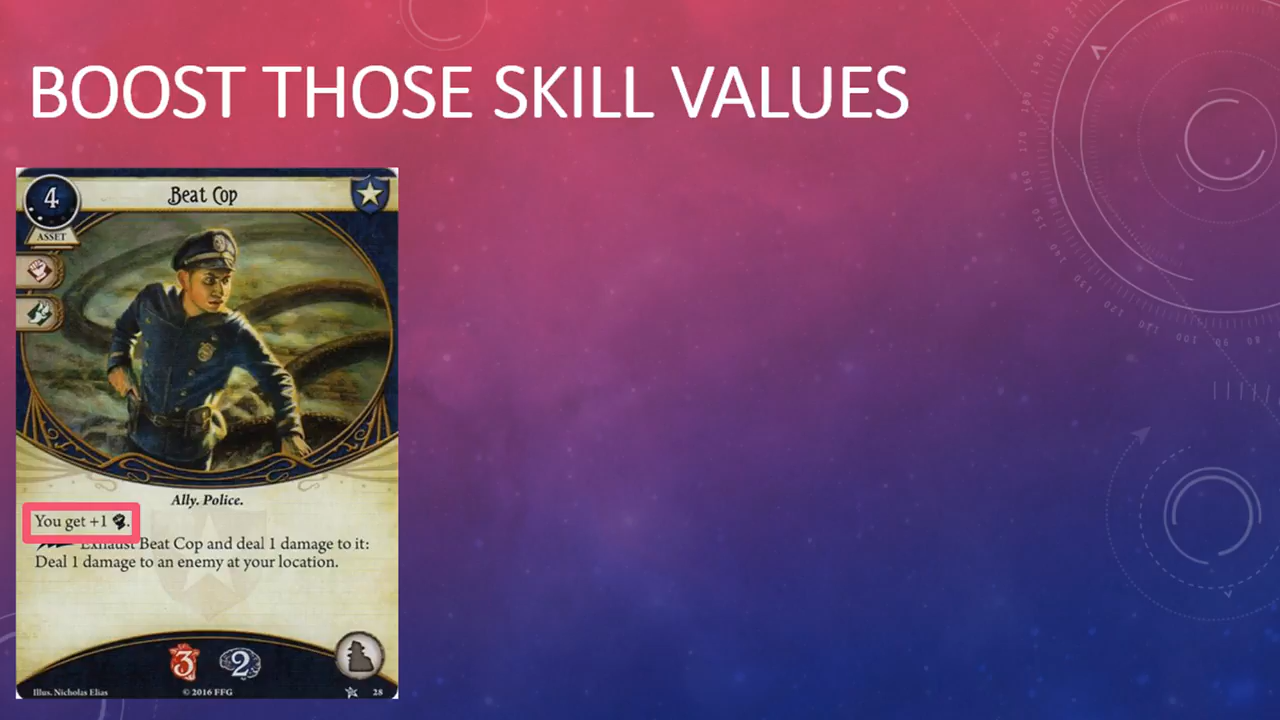 BOOST THOSE SKILL VALUES
4
Beat Cop
ASSET
Ally. Police.
You get +1 .
Exhaust Beat Cop and deal 1 damage to it:
Deal 1 damage to an enemy at your location.
3 2
Illus. Nicholas Elias © 2016 FFG 28